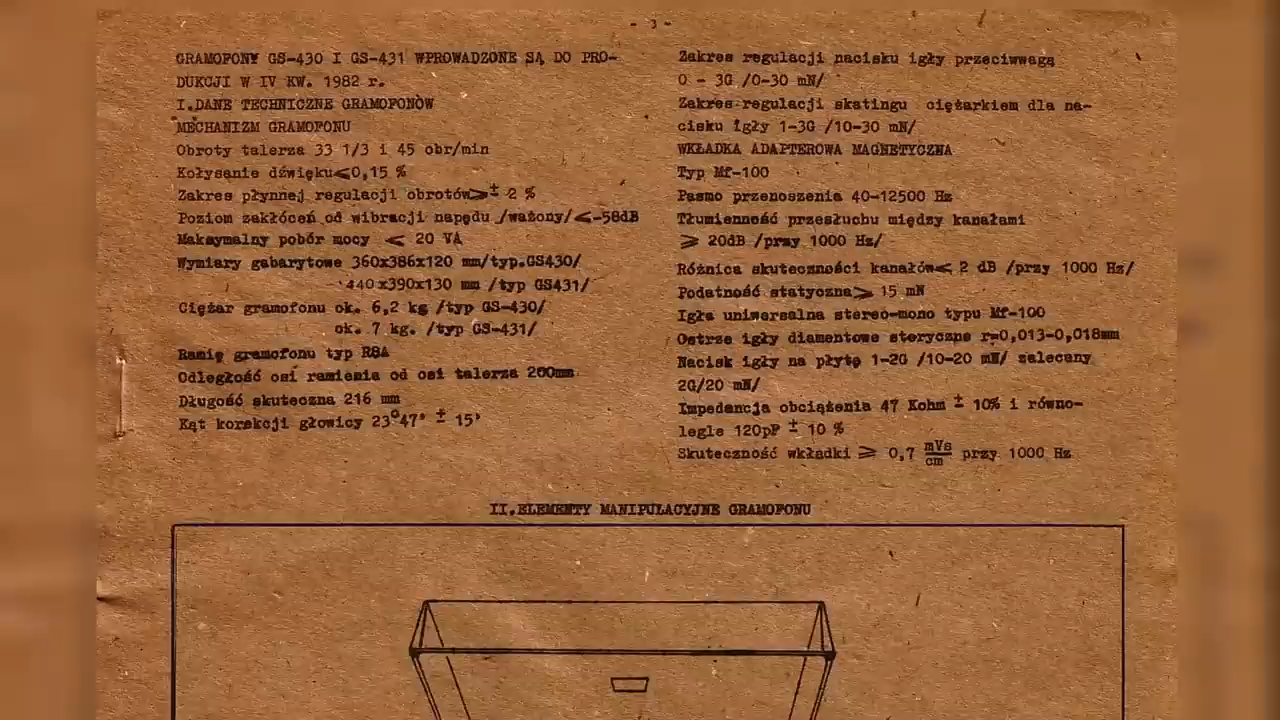 - 3 -
GRAMOFONY GS-430 I GS-431 WPROWADZONE SĄ DO PRO-
DUKCJI W IV KW. 1982 r.
I.DANE TECHNICZNE GRAMOFONÓW
MECHANIZM GRAMOFONU
Obroty talerza 33 1/3 i 45 obr/min
Kołysanie dźwięku⩽0,15 %
Zakres płynnej regulacji obrotów⩾± 2 %
Poziom zakłóceń od wibracji napędu /ważony/⩽-58dB
Maksymalny pobór mocy ⩽ 20 VA
Wymiary gabarytowe 360x386x120 mm/typ.GS430/
440x390x130 mm /typ GS431/
Ciężar gramofonu ok. 6,2 kg /typ GS-430/
ok. 7 kg. /typ GS-431/
Ramię gramofonu typ R8A
Odległość osi ramienia od osi talerza 200mm
Długość skuteczna 216 mm
Kąt korekcji głowicy 23°47' ± 15'
Zakres regulacji nacisku igły przeciwwagą
0 - 3G /0-30 mN/
Zakres regulacji skatingu ciężarkiem dla na-
cisku igły 1-3G /10-30 mN/
WKŁADKA ADAPTEROWA MAGNETYCZNA
Typ Mf-100
Pasmo przenoszenia 40-12500 Hz
Tłumienność przesłuchu między kanałami
⩾ 20dB /przy 1000 Hz/
Różnica skuteczności kanałów⩽ 2 dB /przy 1000 Hz/
Podatność statyczna⩾ 15 mN
Igła uniwersalna stereo-mono typu Mf-100
Ostrze igły diamentowe sferyczne r=0,013-0,018mm
Nacisk igły na płytę 1-2G /10-20 mN/ zalecany
2G/20 mN/
Impedancja obciążenia 47 Kohm ± 10% i równo-
legle 120pF ± 10 %
Skuteczność wkładki ⩾ 0,7 mVs/cm przy 1000 Hz
II.ELEMENTY MANIPULACYJNE GRAMOFONU